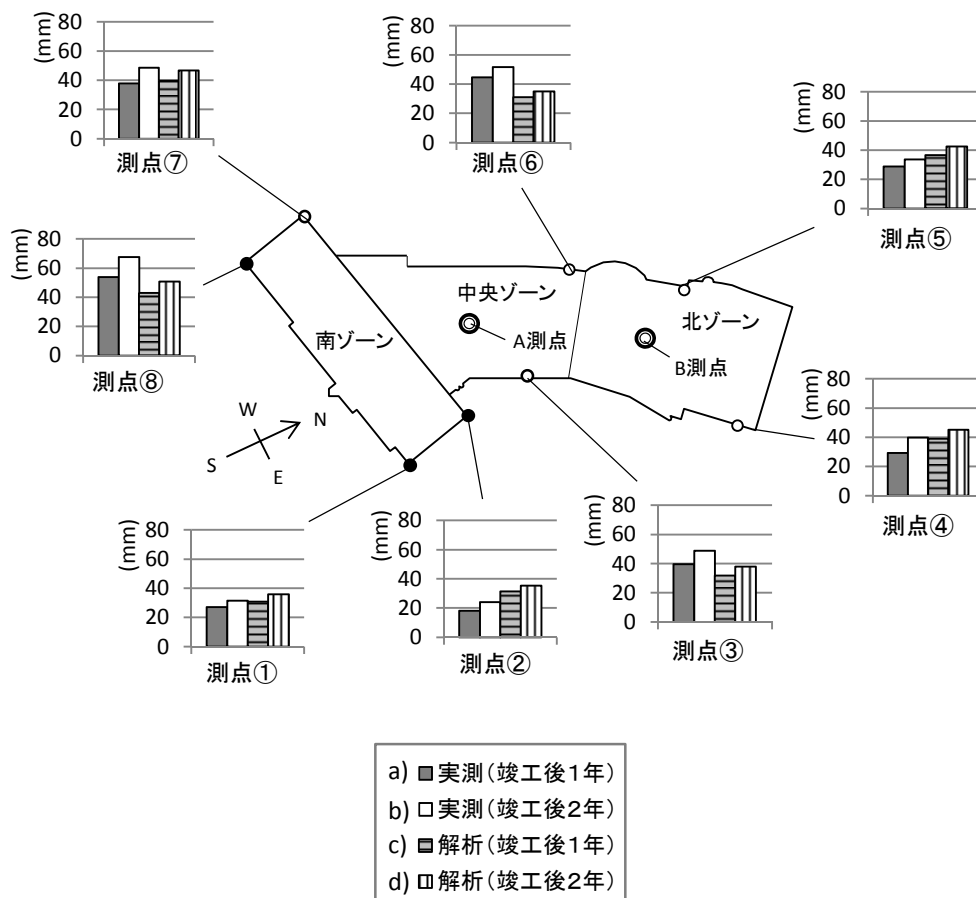 (mm)
80
60
40
20
0
測点⑦
(mm)
80
60
40
20
0
測点⑥
(mm)
80
60
40
20
0
測点⑤
(mm)
80
60
40
20
0
測点⑧
中央ゾーン
北ゾーン
南ゾーン
A測点
B測点
W
N
S
E
(mm)
80
60
40
20
0
測点④
(mm)
80
60
40
20
0
測点①
(mm)
80
60
40
20
0
測点②
(mm)
80
60
40
20
0
測点③
a) 実測(竣工後1年)
b) 実測(竣工後2年)
c) 解析(竣工後1年)
d) 解析(竣工後2年)